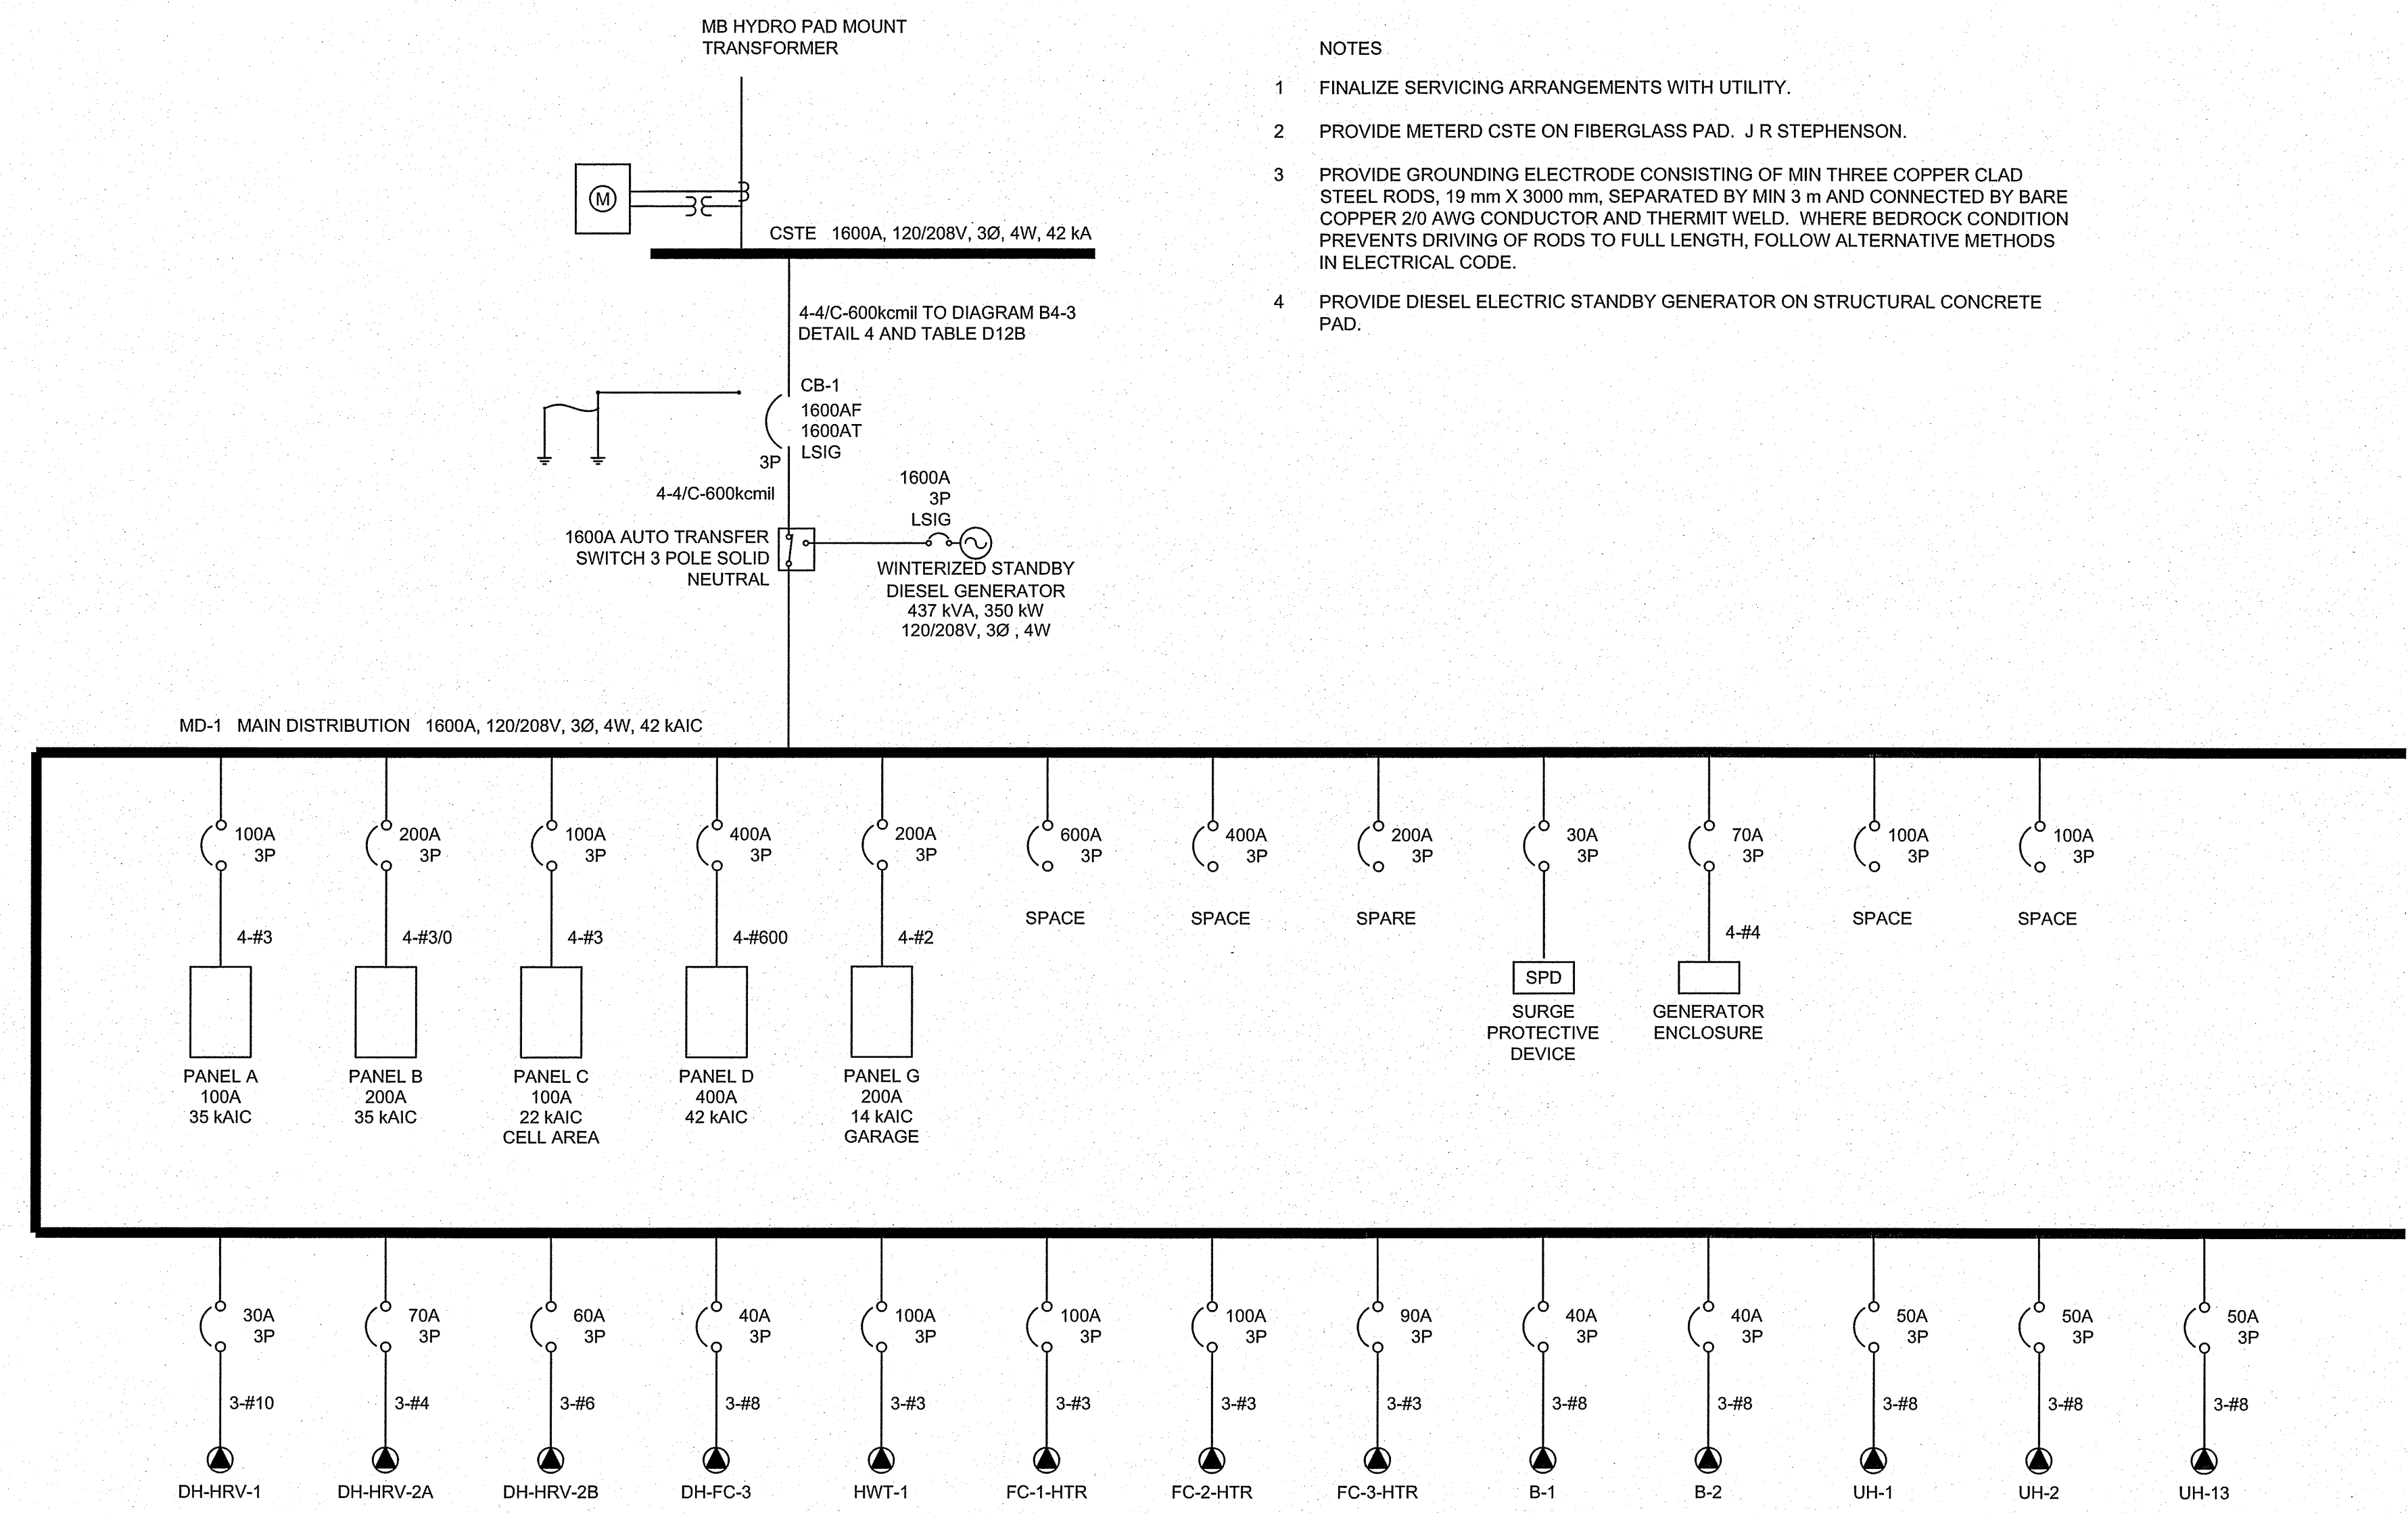 MB HYDRO PAD MOUNT
TRANSFORMER
M
CSTE 1600A, 120/208V, 3Ø, 4W, 42 kA
4-4/C-600kcmil TO DIAGRAM B4-3
DETAIL 4 AND TABLE D12B
CB-1
1600AF
1600AT
LSIG
3P
4-4/C-600kcmil
1600A
3P
LSIG
1600A AUTO TRANSFER
SWITCH 3 POLE SOLID
NEUTRAL
WINTERIZED STANDBY
DIESEL GENERATOR
437 kVA, 350 kW
120/208V, 3Ø , 4W
NOTES
1 FINALIZE SERVICING ARRANGEMENTS WITH UTILITY.
2 PROVIDE METERD CSTE ON FIBERGLASS PAD. J R STEPHENSON.
3 PROVIDE GROUNDING ELECTRODE CONSISTING OF MIN THREE COPPER CLAD
STEEL RODS, 19 mm X 3000 mm, SEPARATED BY MIN 3 m AND CONNECTED BY BARE
COPPER 2/0 AWG CONDUCTOR AND THERMIT WELD. WHERE BEDROCK CONDITION
PREVENTS DRIVING OF RODS TO FULL LENGTH, FOLLOW ALTERNATIVE METHODS
IN ELECTRICAL CODE.
4 PROVIDE DIESEL ELECTRIC STANDBY GENERATOR ON STRUCTURAL CONCRETE
PAD.
MD-1 MAIN DISTRIBUTION 1600A, 120/208V, 3Ø, 4W, 42 kAIC
100A
3P
4-#3
PANEL A
100A
35 kAIC
200A
3P
4-#3/0
PANEL B
200A
35 kAIC
100A
3P
4-#3
PANEL C
100A
22 kAIC
CELL AREA
400A
3P
4-#600
PANEL D
400A
42 kAIC
200A
3P
4-#2
PANEL G
200A
14 kAIC
GARAGE
600A
3P
SPACE
400A
3P
SPACE
200A
3P
SPARE
30A
3P
SPD
SURGE
PROTECTIVE
DEVICE
70A
3P
4-#4
GENERATOR
ENCLOSURE
100A
3P
SPACE
100A
3P
SPACE
30A
3P
3-#10
DH-HRV-1
70A
3P
3-#4
DH-HRV-2A
60A
3P
3-#6
DH-HRV-2B
40A
3P
3-#8
DH-FC-3
100A
3P
3-#3
HWT-1
100A
3P
3-#3
FC-1-HTR
100A
3P
3-#3
FC-2-HTR
90A
3P
3-#3
FC-3-HTR
40A
3P
3-#8
B-1
40A
3P
3-#8
B-2
50A
3P
3-#8
UH-1
50A
3P
3-#8
UH-2
50A
3P
3-#8
UH-13